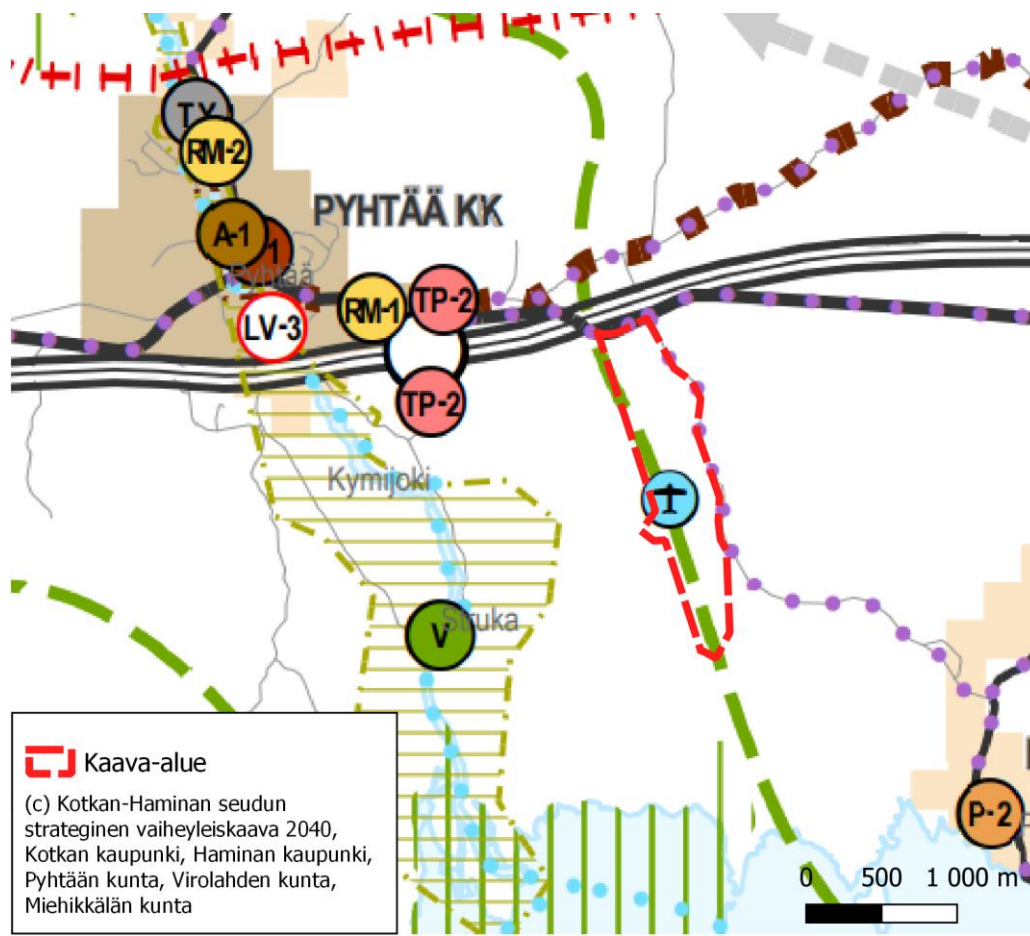 T.Y
RM-2
PYHTÄÄ KK
A-1
1
Pyhtää
LV-3
RM-1
TP-2
TP-2
Kymijoki
Struka
V
P-2
Kaava-alue
(c) Kotkan-Haminan seudun
strateginen vaiheyleiskaava 2040,
Kotkan kaupunki, Haminan kaupunki,
Pyhtään kunta, Virolahden kunta,
Miehikkälän kunta
0 500 1 000 m